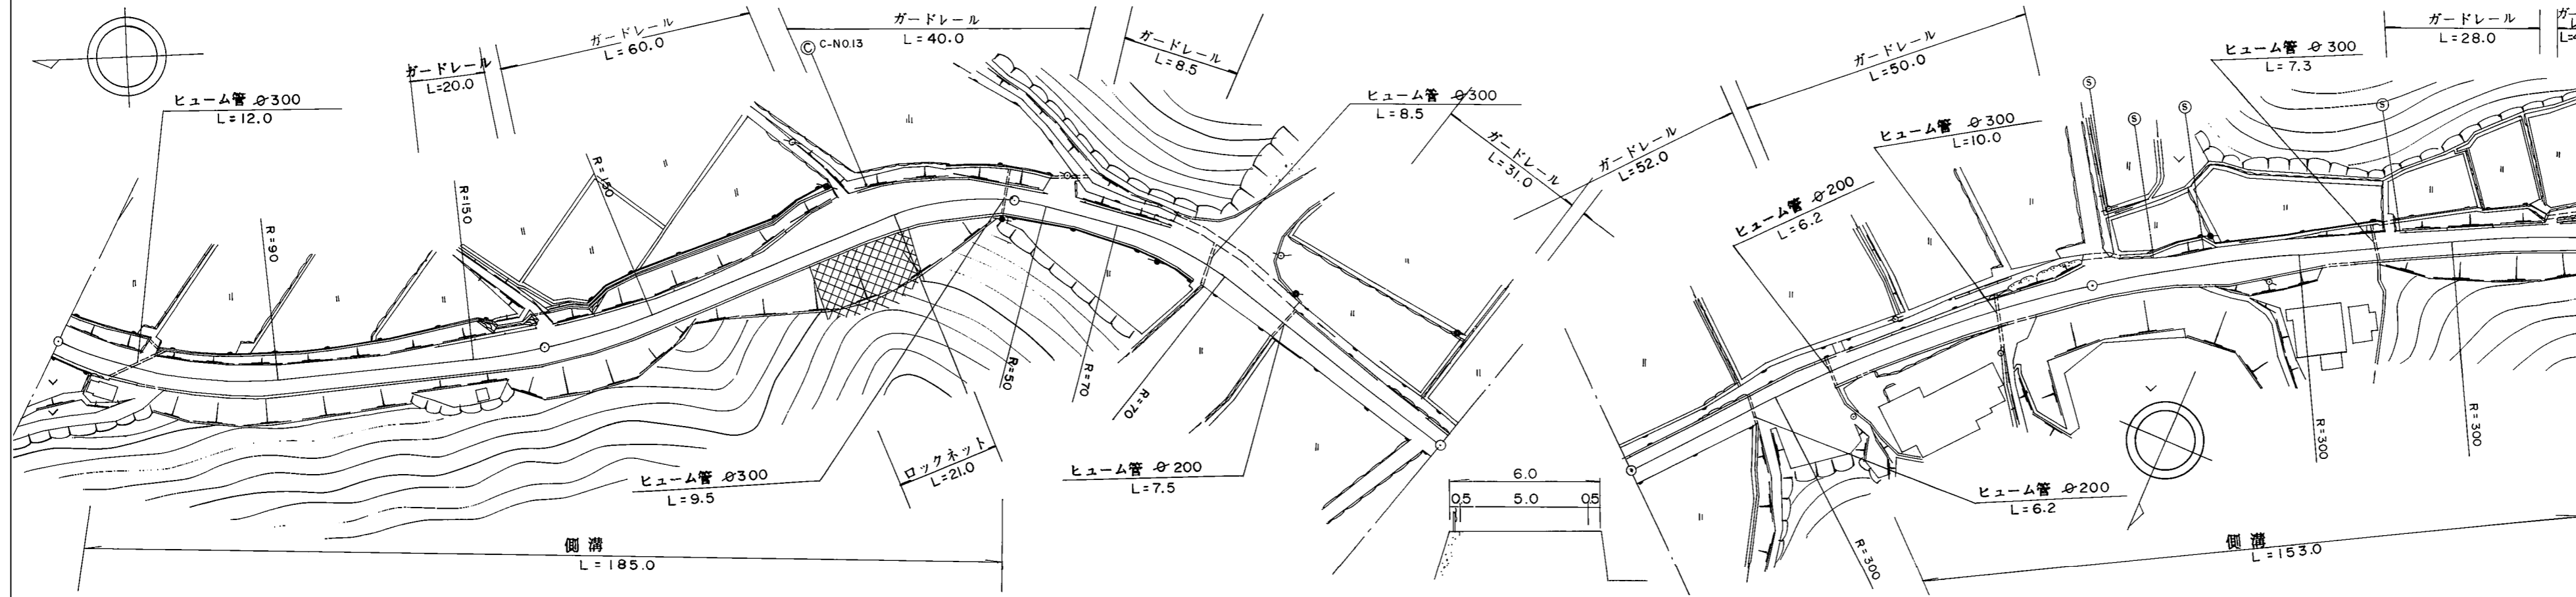 ヒューム管 ∅300
L=12.0
ガードレール
L=20.0
ガードレール
L=60.0
ガードレール
L=40.0
C C-NO.13
ガードレール
L=8.5
ヒューム管 ∅300
L=8.5
ガードレール
L=31.0
ガードレール
L=52.0
ガードレール
L=50.0
ヒューム管 ∅300
L=7.3
ガードレール
L=28.0
ヒューム管 ∅300
L=10.0
ヒューム管 ∅200
L=6.2
S
S
S
S
R=90
R=150
R=150
R=50
R=70
R=70
ヒューム管 ∅300
L=9.5
ロックネット
L=21.0
ヒューム管 ∅200
L=7.5
6.0
0.5 5.0 0.5
ヒューム管 ∅200
L=6.2
R=300
R=300
R=300
側溝
L=185.0
側溝
L=153.0